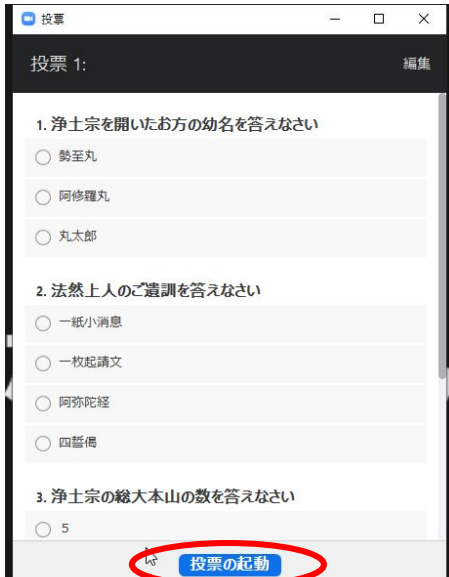 投票
投票 1:
編集
1. 浄土宗を開いたお方の幼名を答えなさい
勢至丸
阿修羅丸
丸太郎
2. 法然上人のご遺訓を答えなさい
一紙小消息
一枚起請文
阿弥陀経
四誓偈
3. 浄土宗の総大本山の数を答えなさい
5
投票の起動